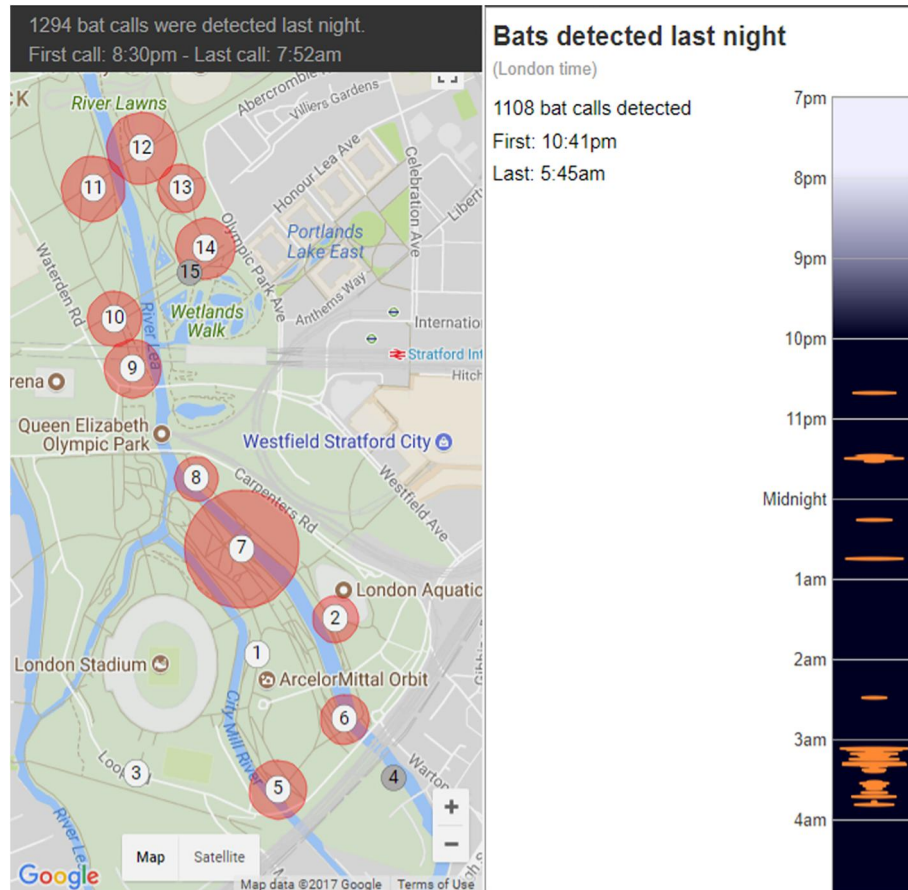 1294 bat calls were detected last night.
First call: 8:30pm - Last call: 7:52am
River Lawns
Abercrombie
Villiers Gardens
CK
12
11
13
Honour Lea Ave
Celebration Ave
Liberty
14
Olympic Park Ave
Portlands
Lake East
15
Waterden Rd
Wetlands
Walk
Anthems Way
10
River Lea
International
Stratford Int
9
Hitch
rena
Queen Elizabeth
Olympic Park
Westfield Stratford City
8
Carpenters Rd
Westfield Ave
7
London Aquatic
2
1
London Stadium
ArcelorMittal Orbit
6
City Mill River
3
4
Warton
5
River Lea
+
−
Map
Satellite
Google
Map data ©2017 Google
Terms of Use
Bats detected last night
(London time)
1108 bat calls detected
First: 10:41pm
Last: 5:45am
7pm
8pm
9pm
10pm
11pm
Midnight
1am
2am
3am
4am